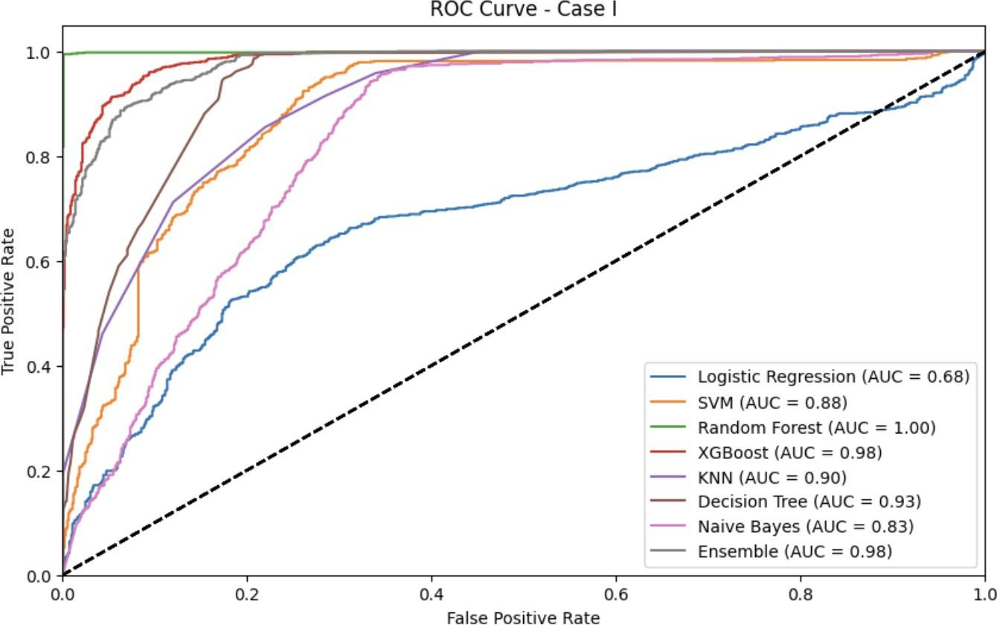 ROC Curve - Case I
True Positive Rate
1.0
0.8
0.6
0.4
0.2
0.0
Logistic Regression (AUC = 0.68)
SVM (AUC = 0.88)
Random Forest (AUC = 1.00)
XGBoost (AUC = 0.98)
KNN (AUC = 0.90)
Decision Tree (AUC = 0.93)
Naive Bayes (AUC = 0.83)
Ensemble (AUC = 0.98)
0.0 0.2 0.4 0.6 0.8 1.0
False Positive Rate